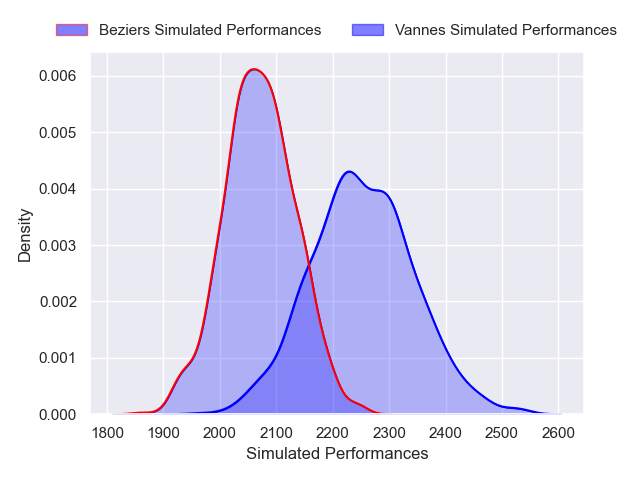 Beziers Simulated Performances Vannes Simulated Performances
0.006
0.005
0.004
0.003
0.002
0.001
0.000
Density
1800 1900 2000 2100 2200 2300 2400 2500 2600
Simulated Performances